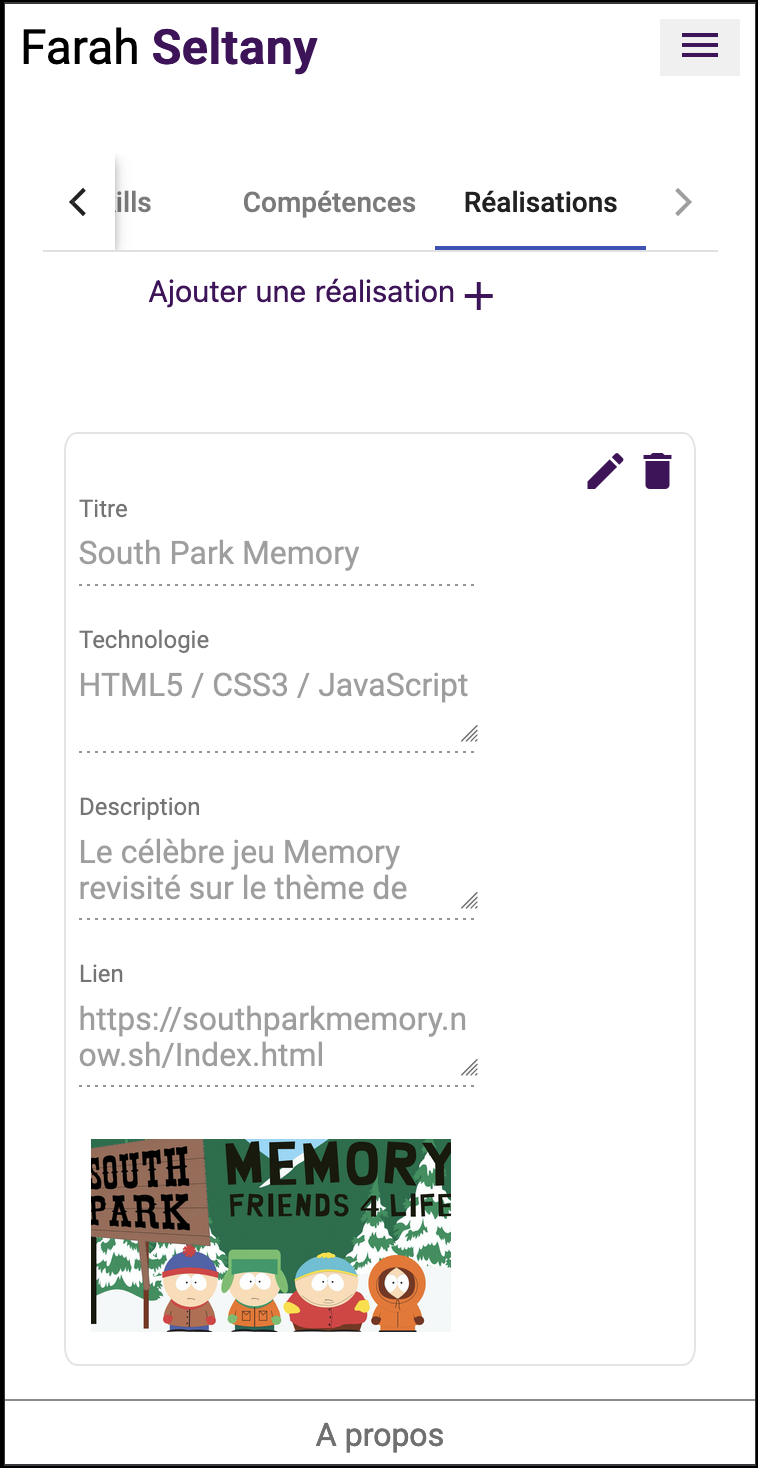 Farah Seltany
ills Compétences Réalisations
Ajouter une réalisation +
Titre
South Park Memory
Technologie
HTML5 / CSS3 / JavaScript
Description
Le célèbre jeu Memory
revisité sur le thème de
Lien
https://southparkmemory.n
ow.sh/Index.html
SOUTH
PARK
MEMORY
FRIENDS 4 LIFE
A propos